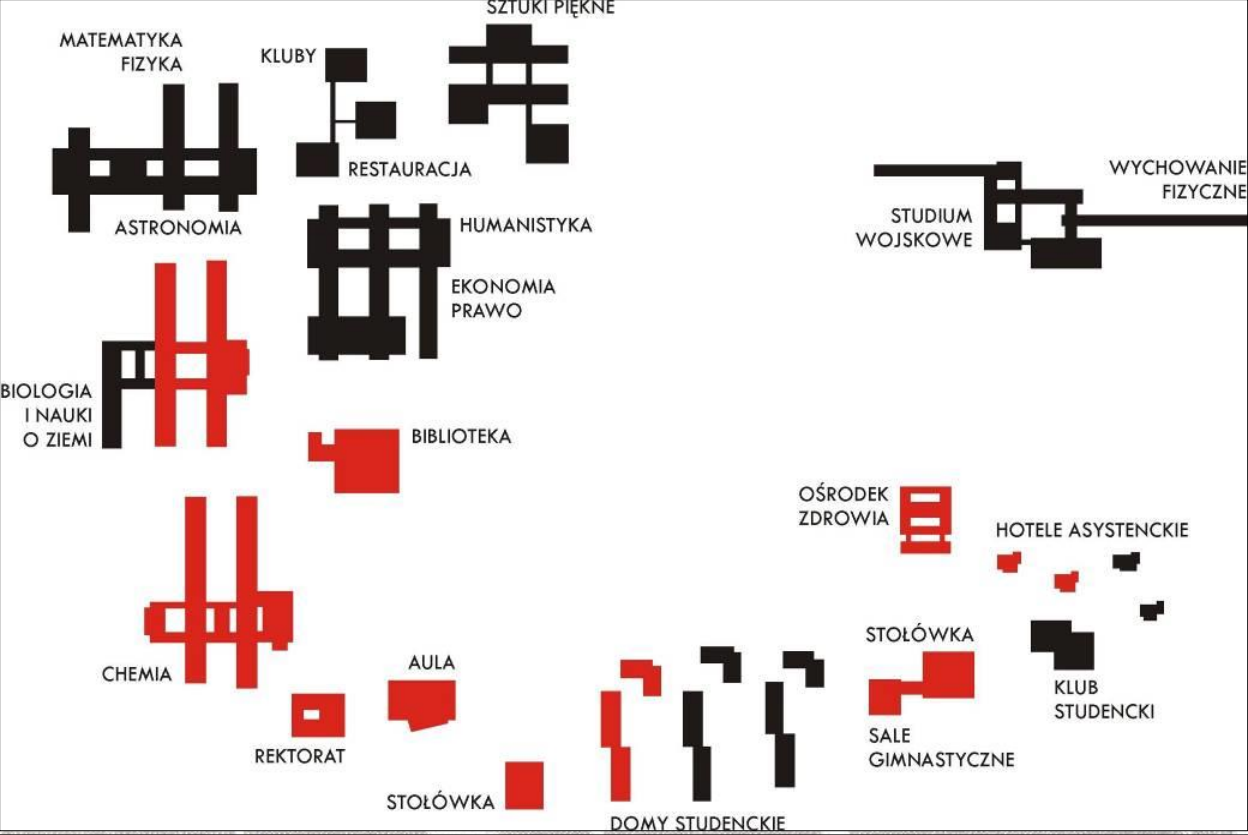 SZTUKI PIĘKNE
MATEMATYKA
FIZYKA
KLUBY
RESTAURACJA
WYCHOWANIE
FIZYCZNE
ASTRONOMIA
HUMANISTYKA
STUDIUM
WOJSKOWE
EKONOMIA
PRAWO
BIOLOGIA
I NAUKI
O ZIEMI
BIBLIOTEKA
OŚRODEK
ZDROWIA
HOTELE ASYSTENCKIE
STOŁÓWKA
CHEMIA
AULA
KLUB
STUDENCKI
REKTORAT
SALE
GIMNASTYCZNE
STOŁÓWKA
DOMY STUDENCKIE